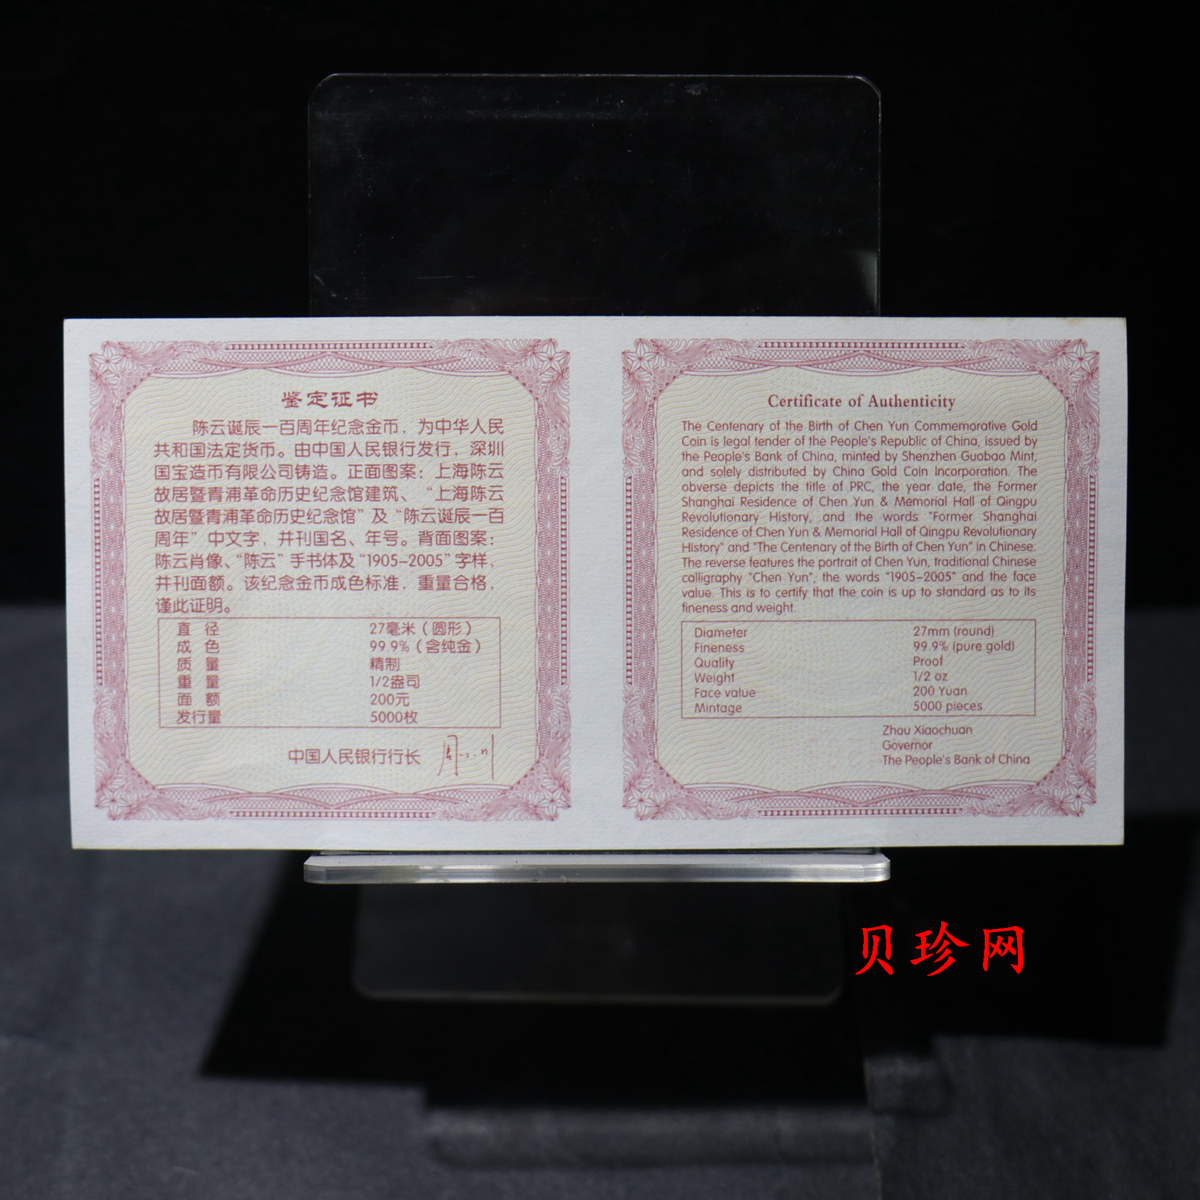 鉴定证书
陈云诞辰一百周年纪念金币，为中华人民
共和国法定货币。由中国人民银行发行，深圳
国宝造币有限公司铸造。正面图案：上海陈云
故居暨青浦革命历史纪念馆建筑、“上海陈云
故居暨青浦革命历史纪念馆”及“陈云诞辰一百
周年”中文字，并刊国名、年号。背面图案：
陈云肖像、“陈云”手书体及“1905-2005”字样，
并刊面额。该纪念金币成色标准，重量合格，
谨此证明。
直 径 27毫米（圆形）
成 色 99.9%（含纯金）
质 量 精制
重 量 1/2盎司
面 额 200元
发行量 5000枚
中国人民银行行长
Certificate of Authenticity
The Centenary of the Birth of Chen Yun Commemorative Gold
Coin is legal tender of the People's Republic of China, issued by
the People's Bank of China, minted by Shenzhen Guobao Mint,
and solely distributed by China Gold Coin Incorporation. The
obverse depicts the title of PRC, the year date, the Former
Shanghai Residence of Chen Yun & Memorial Hall of Qingpu
Revolutionary History, and the words "Former Shanghai
Residence of Chen Yun & Memorial Hall of Qingpu Revolutionary
History" and "The Centenary of the Birth of Chen Yun" in Chinese.
The reverse features the portrait of Chen Yun, traditional Chinese
calligraphy "Chen Yun", the words "1905-2005" and the face
value. This is to certify that the coin is up to standard as to its
fineness and weight.
Diameter 27mm (round)
Fineness 99.9% (pure gold)
Quality Proof
Weight 1/2 oz
Face value 200 Yuan
Mintage 5000 pieces
Zhou Xiaochuan
Governor
The People's Bank of China
贝珍网